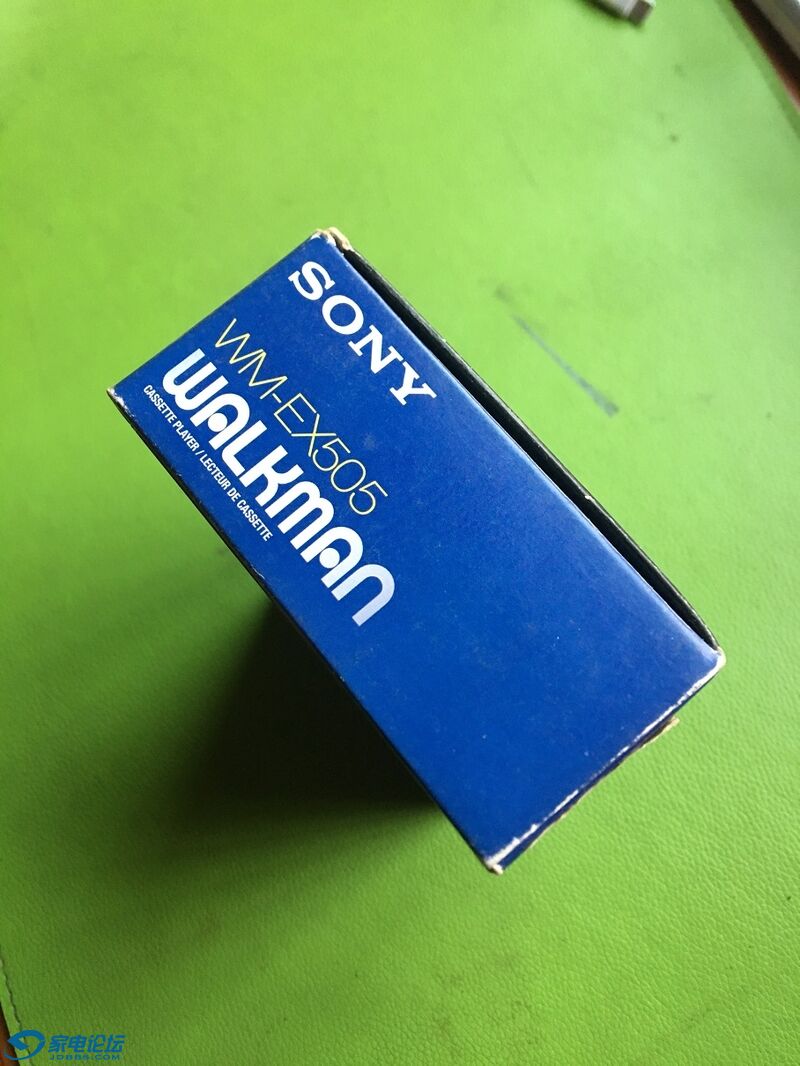 SONY
WM-EX505
WALKMAN
CASSETTE PLAYER / LECTEUR DE CASSETTE
家电论坛
JDBBS.COM